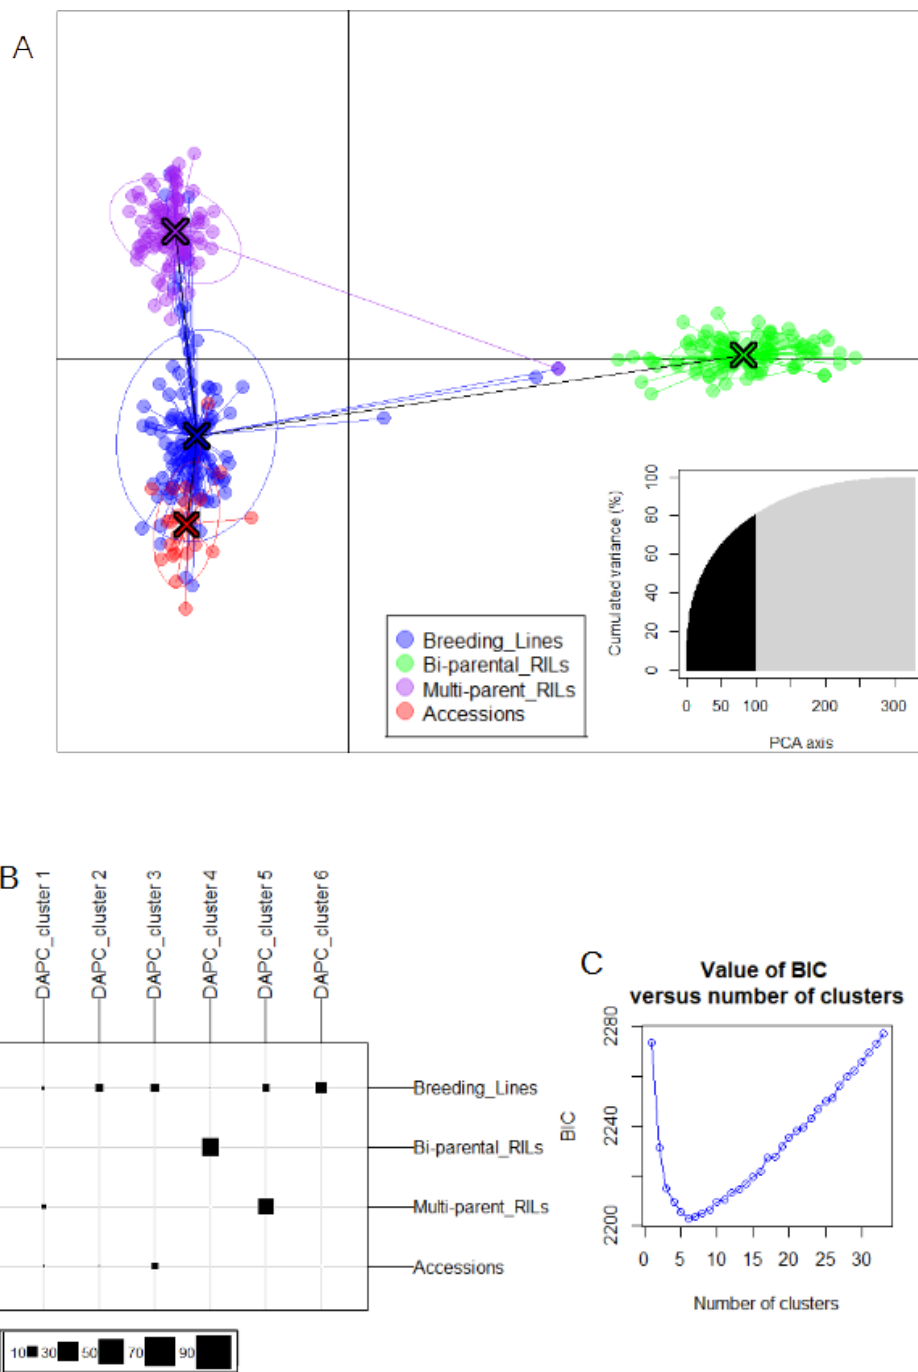 A
Cumulated variance (%)
100
80
60
40
20
0
0 50 100 200 300
PCA axis
Breeding_Lines
Bi-parental_RILs
Multi-parent_RILs
Accessions
B
DAPC_cluster 1
DAPC_cluster 2
DAPC_cluster 3
DAPC_cluster 4
DAPC_cluster 5
DAPC_cluster 6
Breeding_Lines
Bi-parental_RILs
Multi-parent_RILs
Accessions
10 30 50 70 90
C
Value of BIC
versus number of clusters
BIC
2280
2240
2200
0 5 10 15 20 25 30
Number of clusters